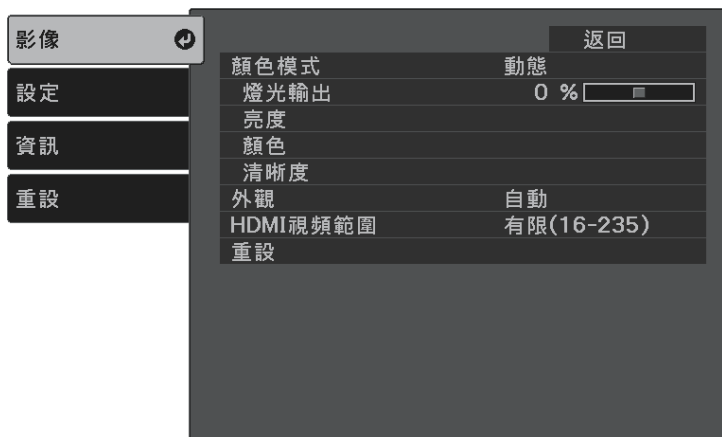 影像
設定
資訊
重設
返回
顏色模式 動態
燈光輸出 0 %
亮度
顏色
清晰度
外觀 自動
HDMI視頻範圍 有限(16-235)
重設